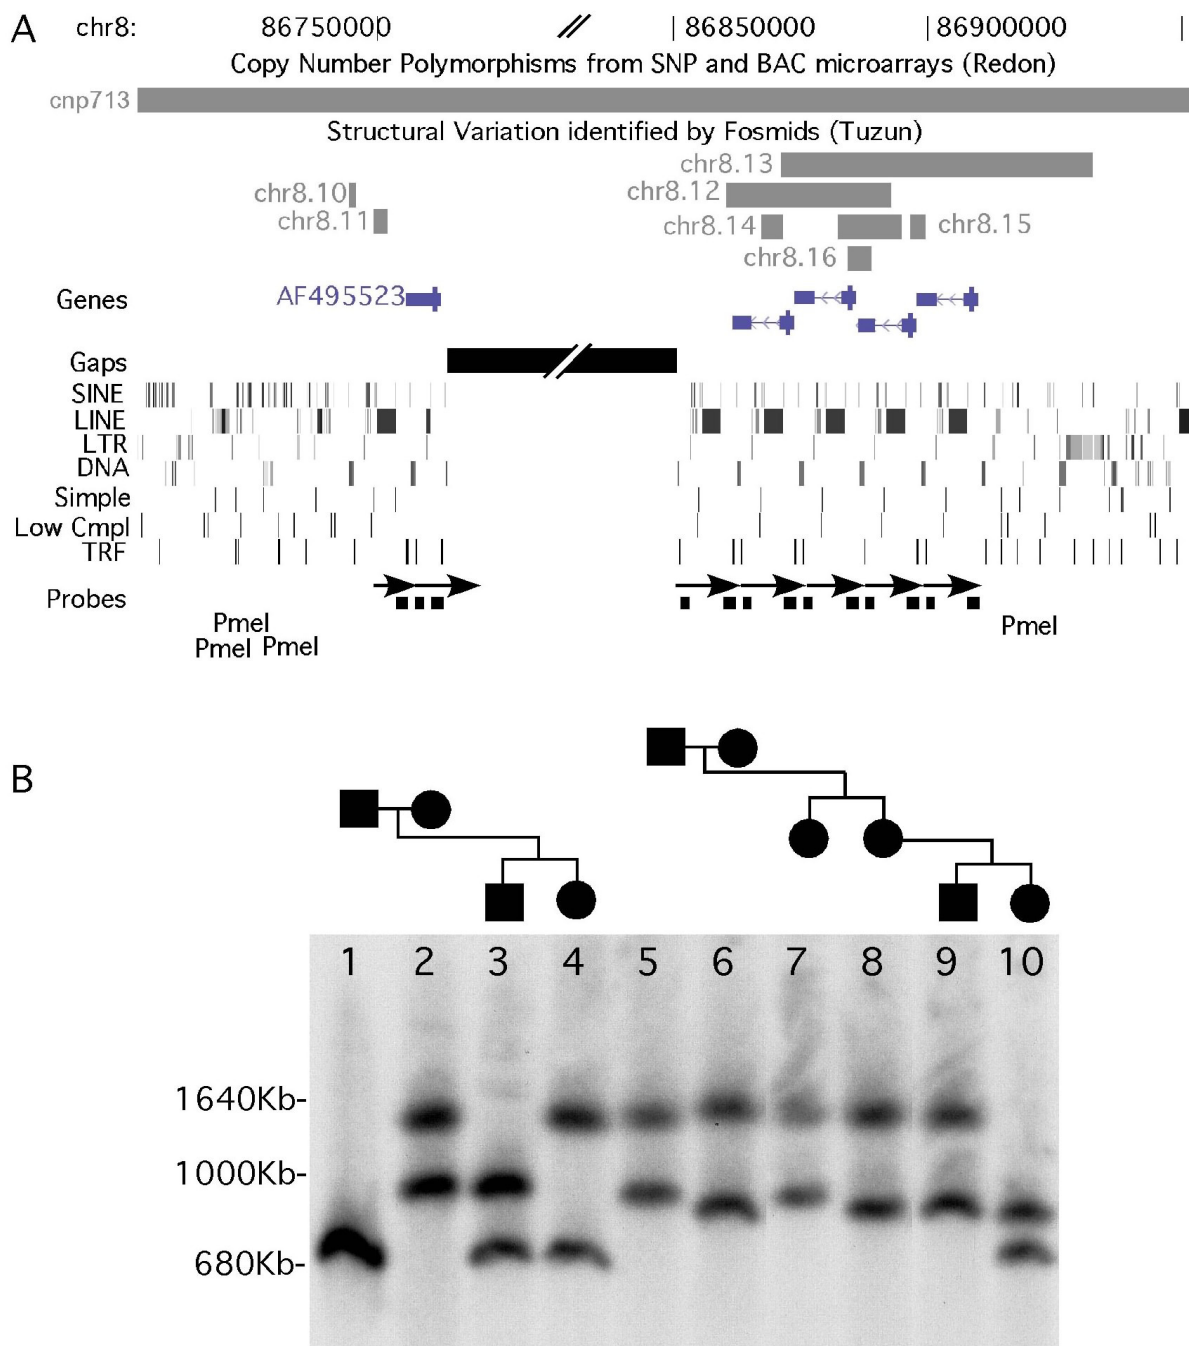 A chr8: 86750000 // |86850000 |86900000 |
Copy Number Polymorphisms from SNP and BAC microarrays (Redon)
cnp713
Structural Variation identified by Fosmids (Tuzun)
chr8.13
chr8.10 chr8.12
chr8.11 chr8.14 chr8.15
chr8.16
Genes AF495523
Gaps
SINE
LINE
LTR
DNA
Simple
Low Cmpl
TRF
Probes
PmeI PmeI
PmeI PmeI
B
1 2 3 4 5 6 7 8 9 10
1640Kb-
1000Kb-
680Kb-